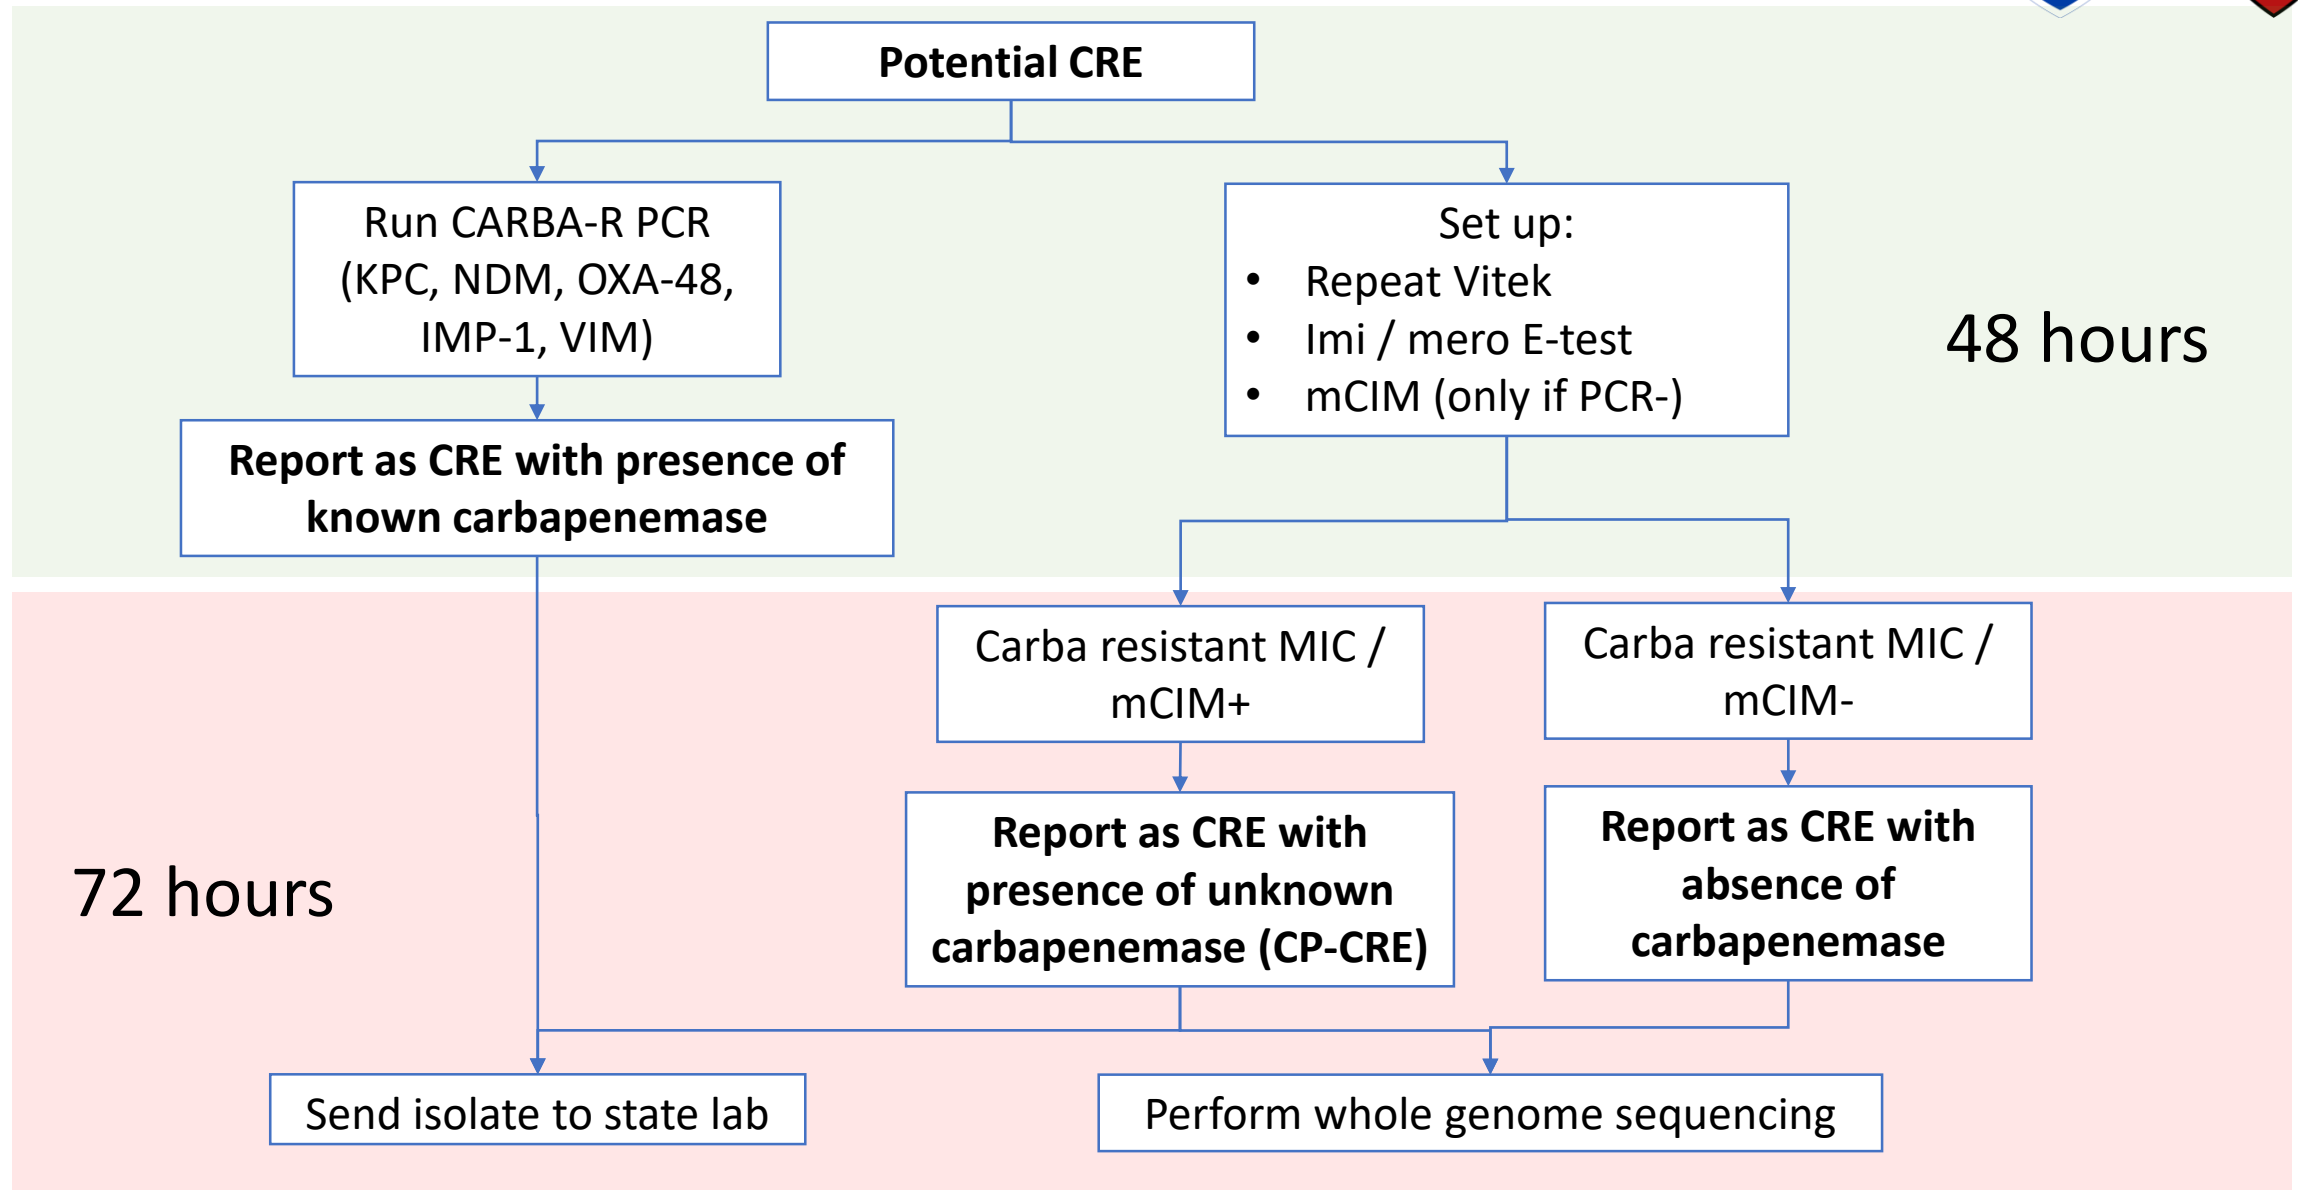 Potential CRE
Run CARBA-R PCR
(KPC, NDM, OXA-48,
IMP-1, VIM)
Set up:
• Repeat Vitek
• Imi / mero E-test
• mCIM (only if PCR-)
48 hours
Report as CRE with presence of
known carbapenemase
Carba resistant MIC /
mCIM+
Carba resistant MIC /
mCIM-
72 hours
Report as CRE with
presence of unknown
carbapenemase (CP-CRE)
Report as CRE with
absence of
carbapenemase
Send isolate to state lab
Perform whole genome sequencing